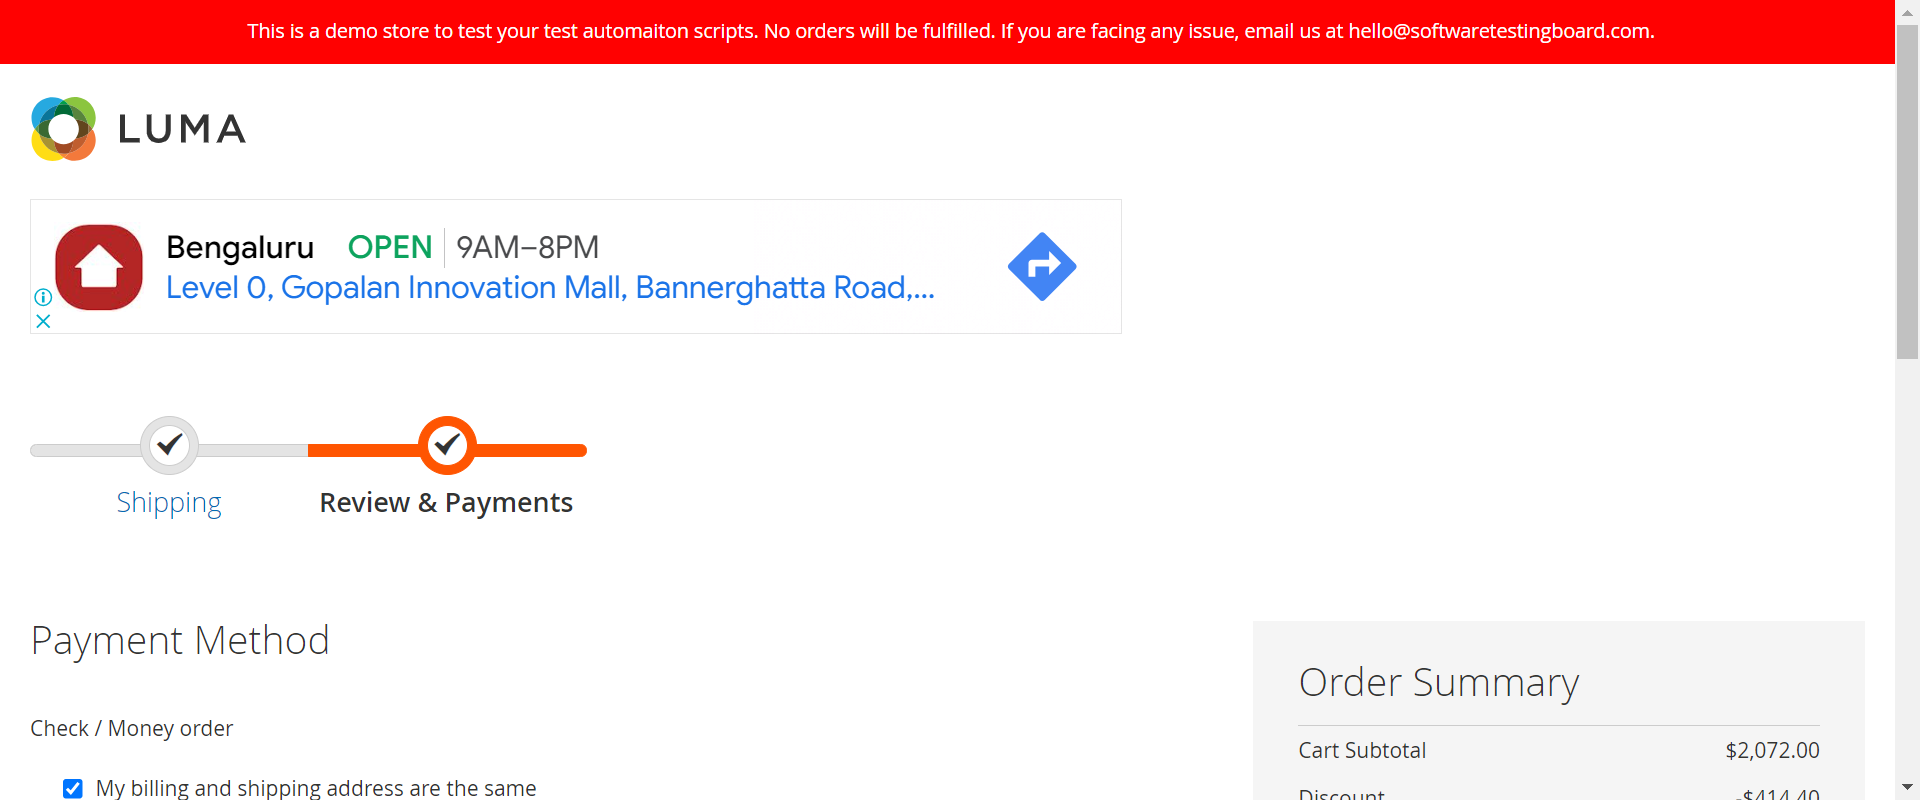 This is a demo store to test your test automaiton scripts. No orders will be fulfilled. If you are facing any issue, email us at hello@softwaretestingboard.com.
LUMA
Bengaluru OPEN 9AM–8PM
Level 0, Gopalan Innovation Mall, Bannerghatta Road,...
Shipping
Review & Payments
Payment Method
Check / Money order
My billing and shipping address are the same
Order Summary
Cart Subtotal $2,072.00
Discount -$414.40